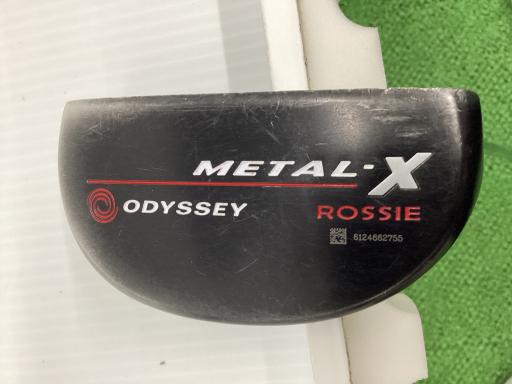 METAL-X
ODYSSEY
ROSSIE
6124662755